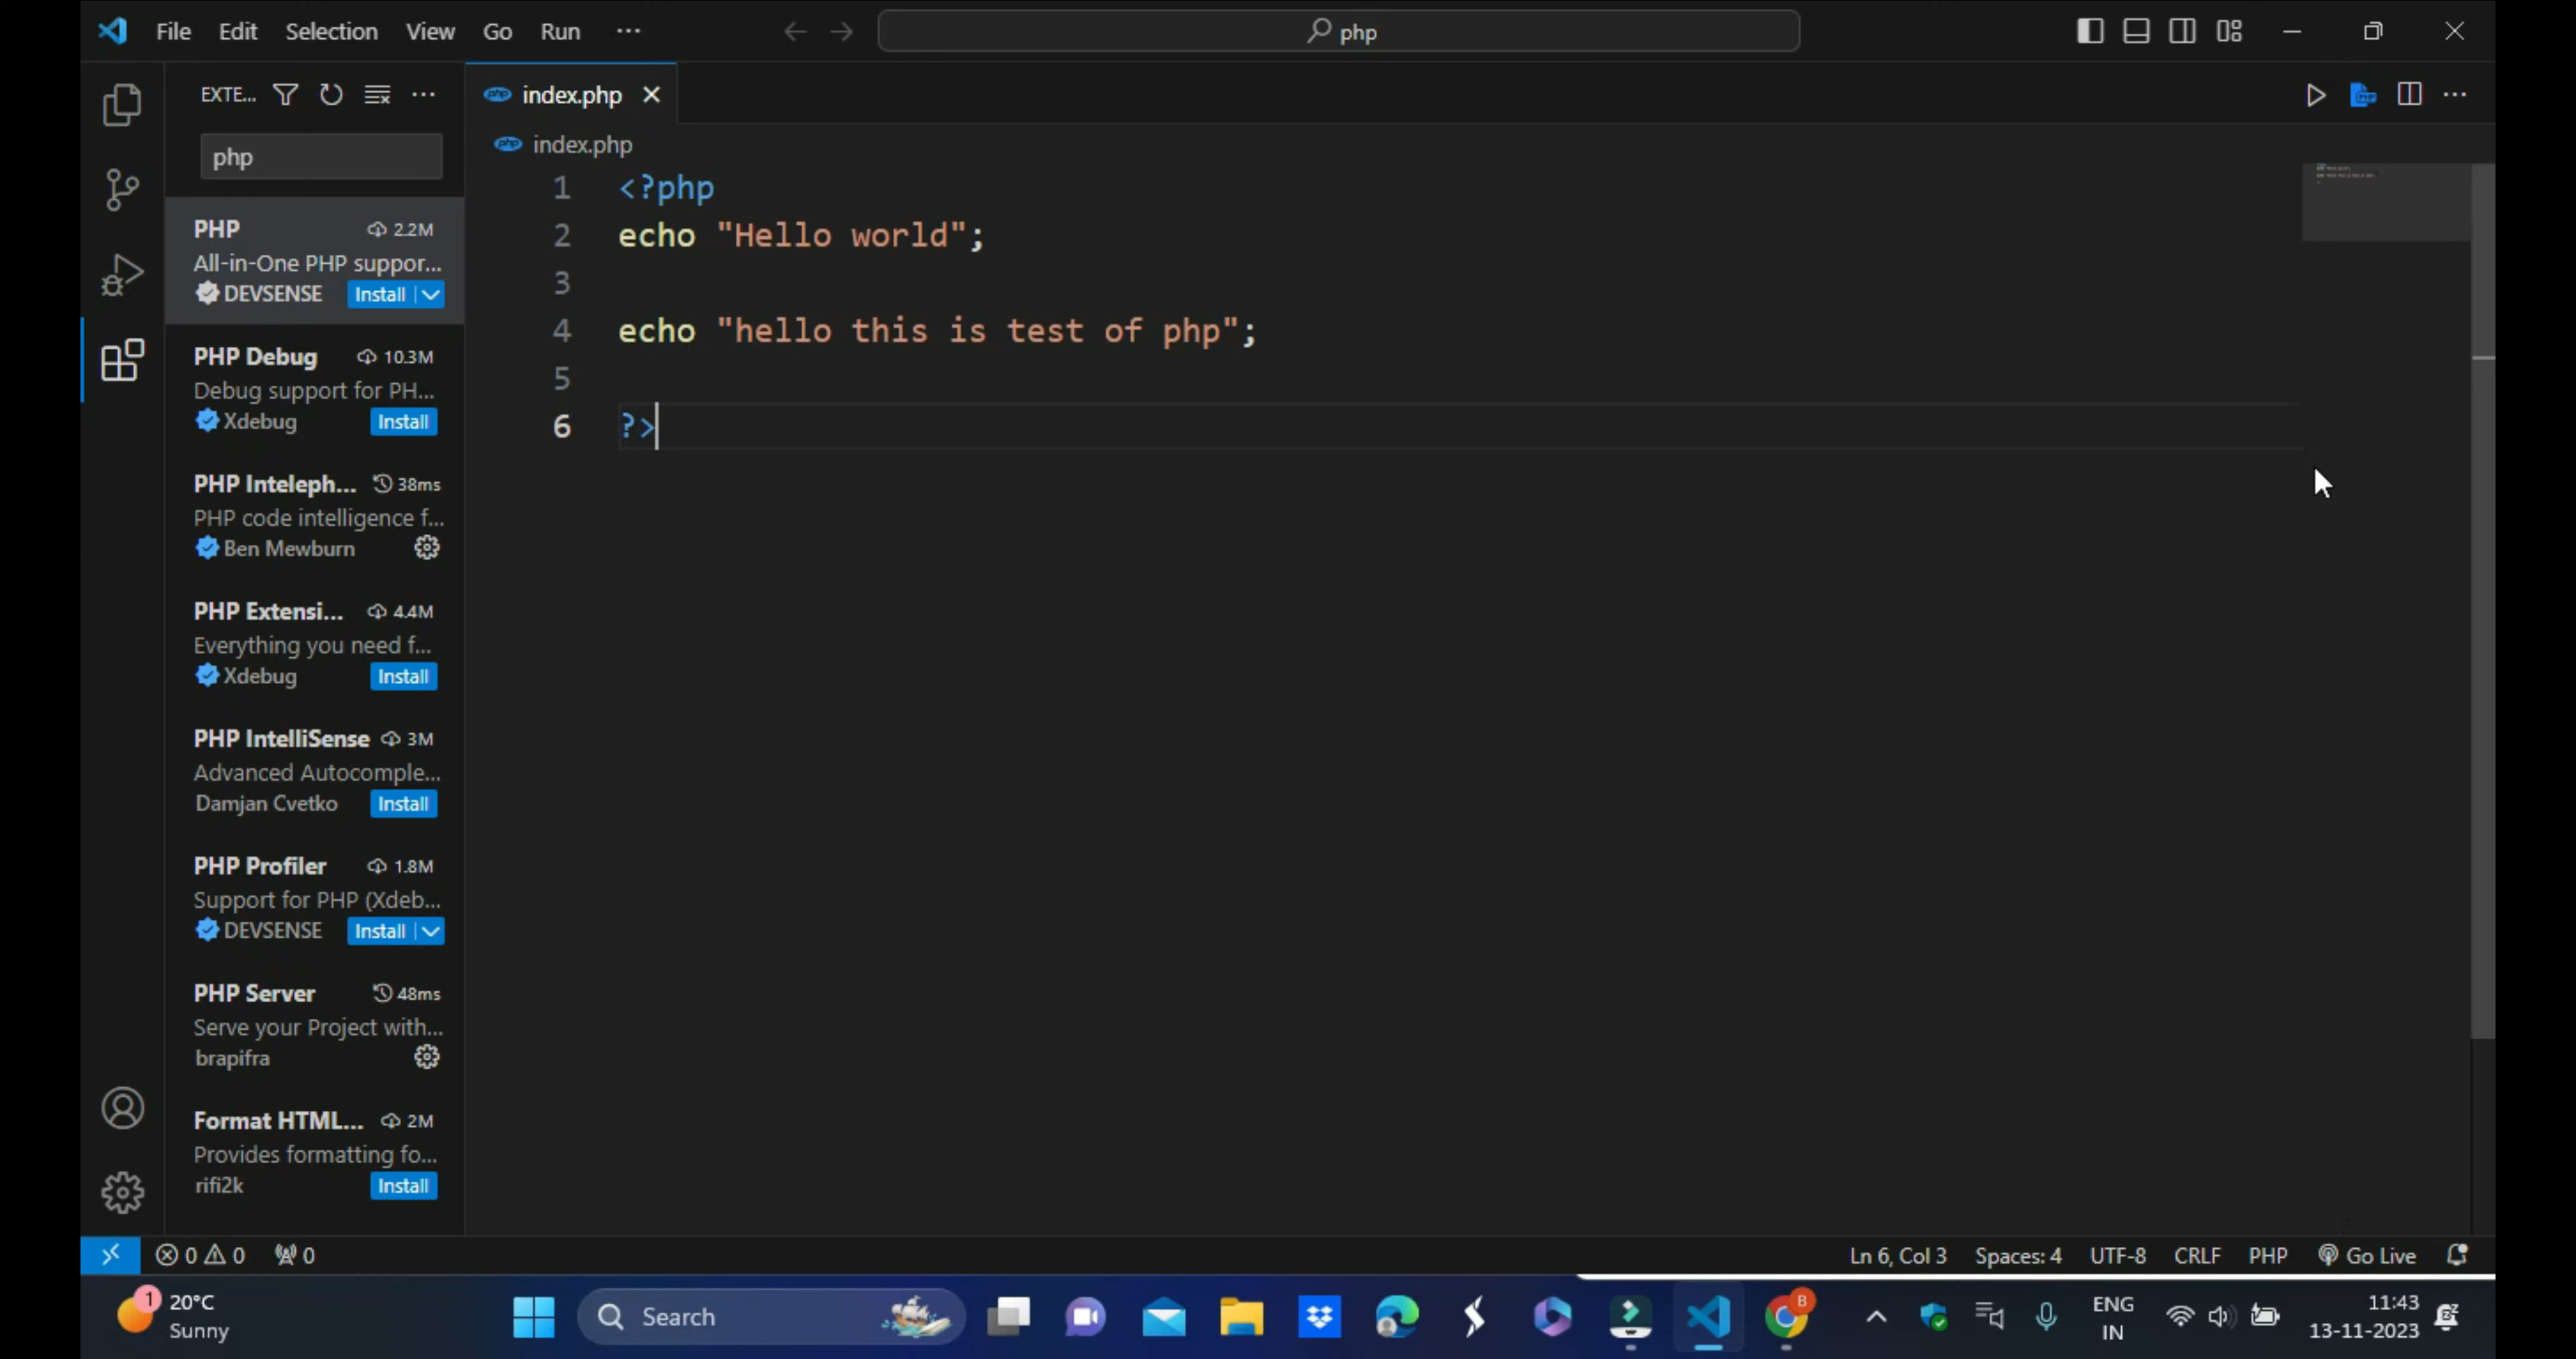 File Edit Selection View Go Run ...
php
EXTE...
php
PHP 2.2M
All-in-One PHP suppor...
DEVSENSE Install
PHP Debug 10.3M
Debug support for PH...
Xdebug Install
PHP Inteleph... 38ms
PHP code intelligence f...
Ben Mewburn
PHP Extensi... 4.4M
Everything you need f...
Xdebug Install
PHP IntelliSense 3M
Advanced Autocomple...
Damjan Cvetko Install
PHP Profiler 1.8M
Support for PHP (Xdeb...
DEVSENSE Install
PHP Server 48ms
Serve your Project with...
brapifra
Format HTML... 2M
Provides formatting fo...
rifi2k Install
php index.php
php index.php
1 <?php
2 echo "Hello world";
3
4 echo "hello this is test of php";
5
6 ?>
0 0 0
Ln 6, Col 3 Spaces: 4 UTF-8 CRLF PHP Go Live
1 20°C
Sunny
Search
B
ENG
IN
11:43
13-11-2023